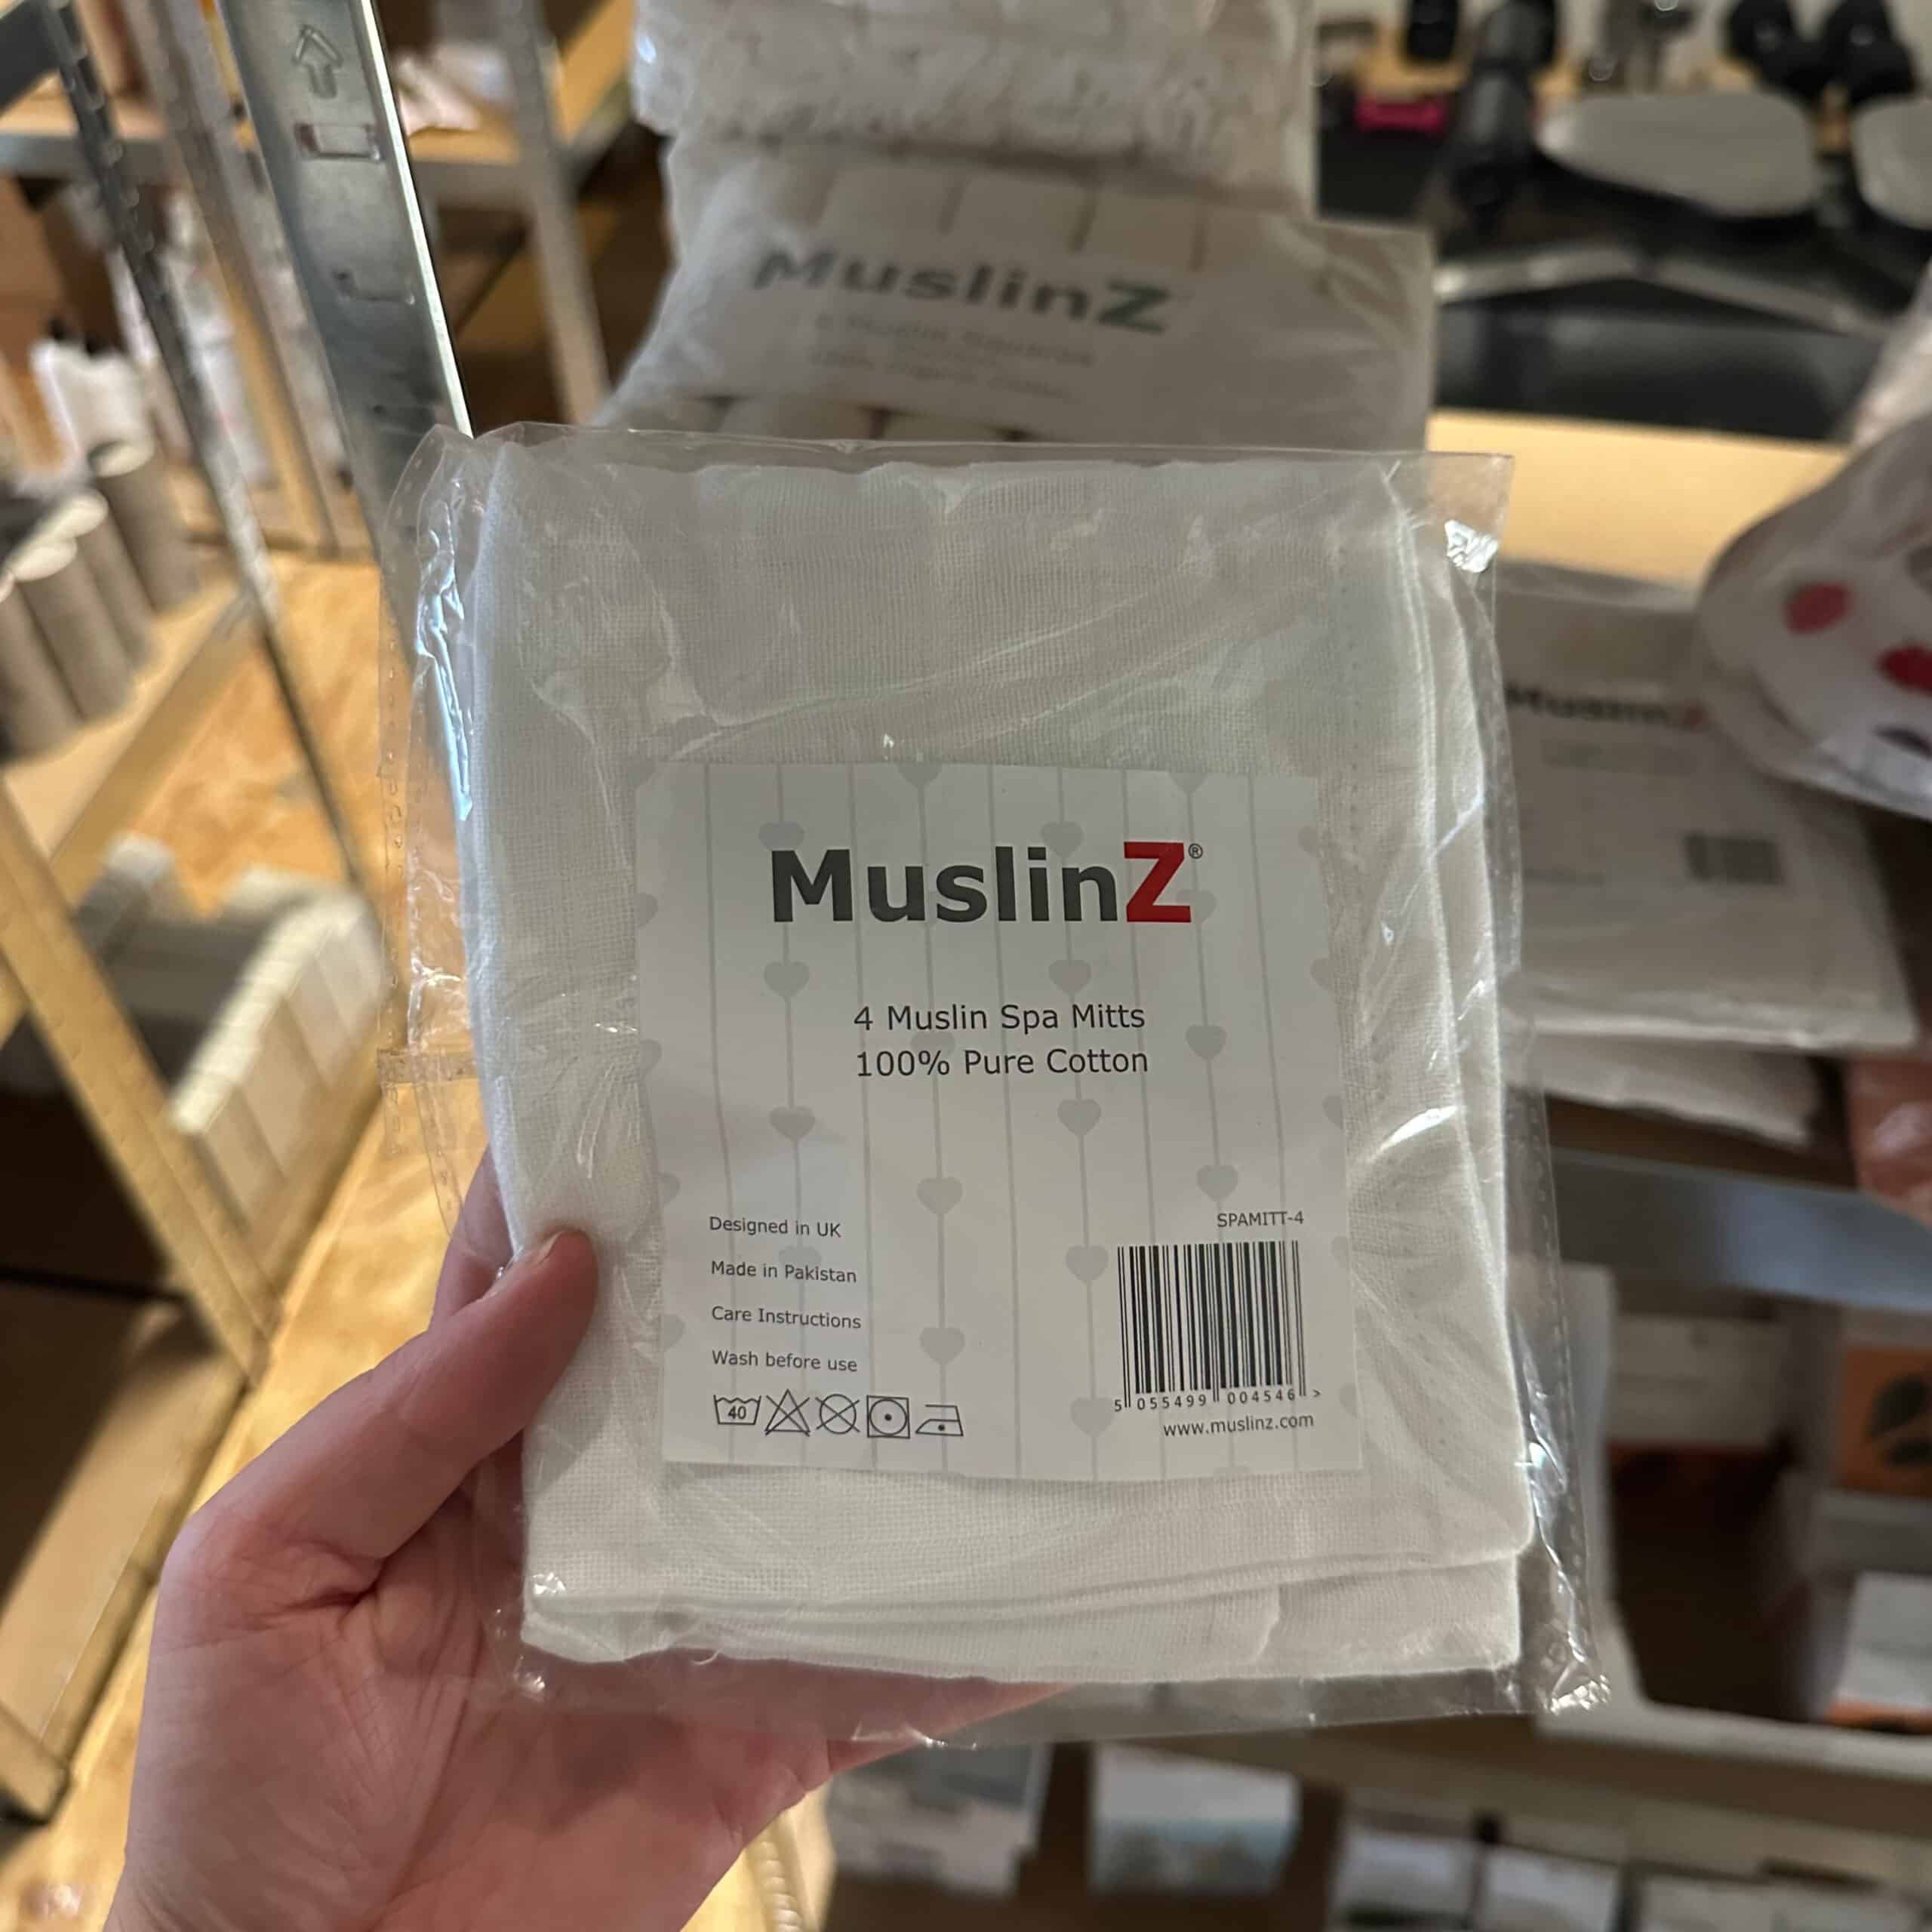 MuslinZ
MuslinZ®
4 Muslin Spa Mitts
100% Pure Cotton
Designed in UK
Made in Pakistan
Care Instructions
Wash before use
40
SPAMITT-4
5 055499 004546 >
www.muslinz.com
MuslinZ